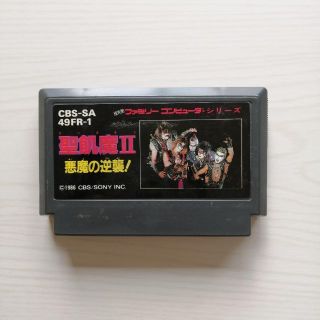 CBS-SA
49FR-1
ファミリーコンピュータ・シリーズ
聖飢魔II
悪魔の逆襲!
©1986 CBS/SONY INC.